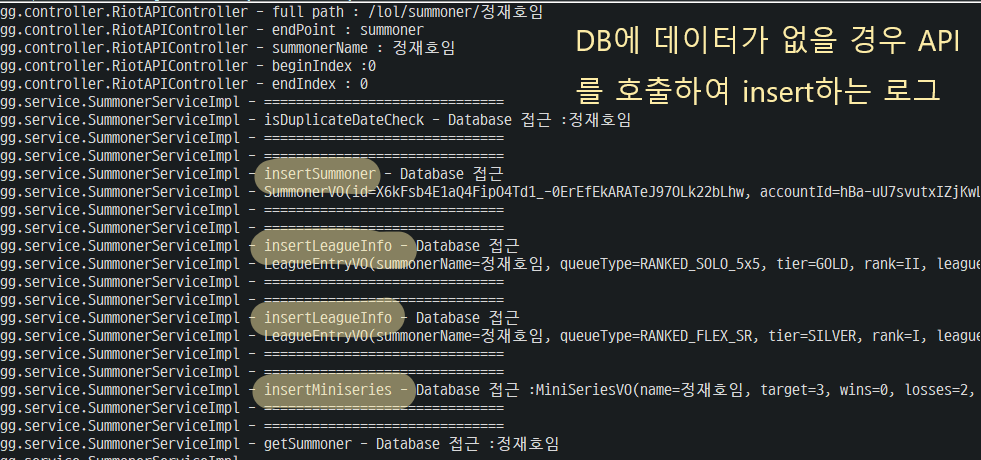 gg.controller.RiotAPIController - full path : /lol/summoner/정재호임
gg.controller.RiotAPIController - endPoint : summoner
gg.controller.RiotAPIController - summonerName : 정재호임
gg.controller.RiotAPIController - beginIndex :0
gg.controller.RiotAPIController - endIndex : 0
DB에 데이터가 없을 경우 API
를 호출하여 insert하는 로그
gg.service.SummonerServiceImpl - ==============================
gg.service.SummonerServiceImpl - isDuplicateDateCheck - Database 접근 :정재호임
gg.service.SummonerServiceImpl - ==============================
gg.service.SummonerServiceImpl - ==============================
gg.service.SummonerServiceImpl - insertSummoner - Database 접근
gg.service.SummonerServiceImpl - SummonerVO(id=X6kFsb4E1aQ4FipO4Td1_-0ErEfEkARATeJ97OLk22bLhw, accountId=hBa-uU7svutxIZjKwL
gg.service.SummonerServiceImpl - ==============================
gg.service.SummonerServiceImpl - ==============================
gg.service.SummonerServiceImpl - insertLeagueInfo - Database 접근
gg.service.SummonerServiceImpl - LeagueEntryVO(summonerName=정재호임, queueType=RANKED_SOLO_5x5, tier=GOLD, rank=II, league
gg.service.SummonerServiceImpl - ==============================
gg.service.SummonerServiceImpl - ==============================
gg.service.SummonerServiceImpl - insertLeagueInfo - Database 접근
gg.service.SummonerServiceImpl - LeagueEntryVO(summonerName=정재호임, queueType=RANKED_FLEX_SR, tier=SILVER, rank=I, league
gg.service.SummonerServiceImpl - ==============================
gg.service.SummonerServiceImpl - ==============================
gg.service.SummonerServiceImpl - insertMiniseries - Database 접근 :MiniSeriesVO(name=정재호임, target=3, wins=0, losses=2,
gg.service.SummonerServiceImpl - ==============================
gg.service.SummonerServiceImpl - ==============================
gg.service.SummonerServiceImpl - getSummoner - Database 접근 :정재호임
gg.service.SummonerServiceImpl - ==============================